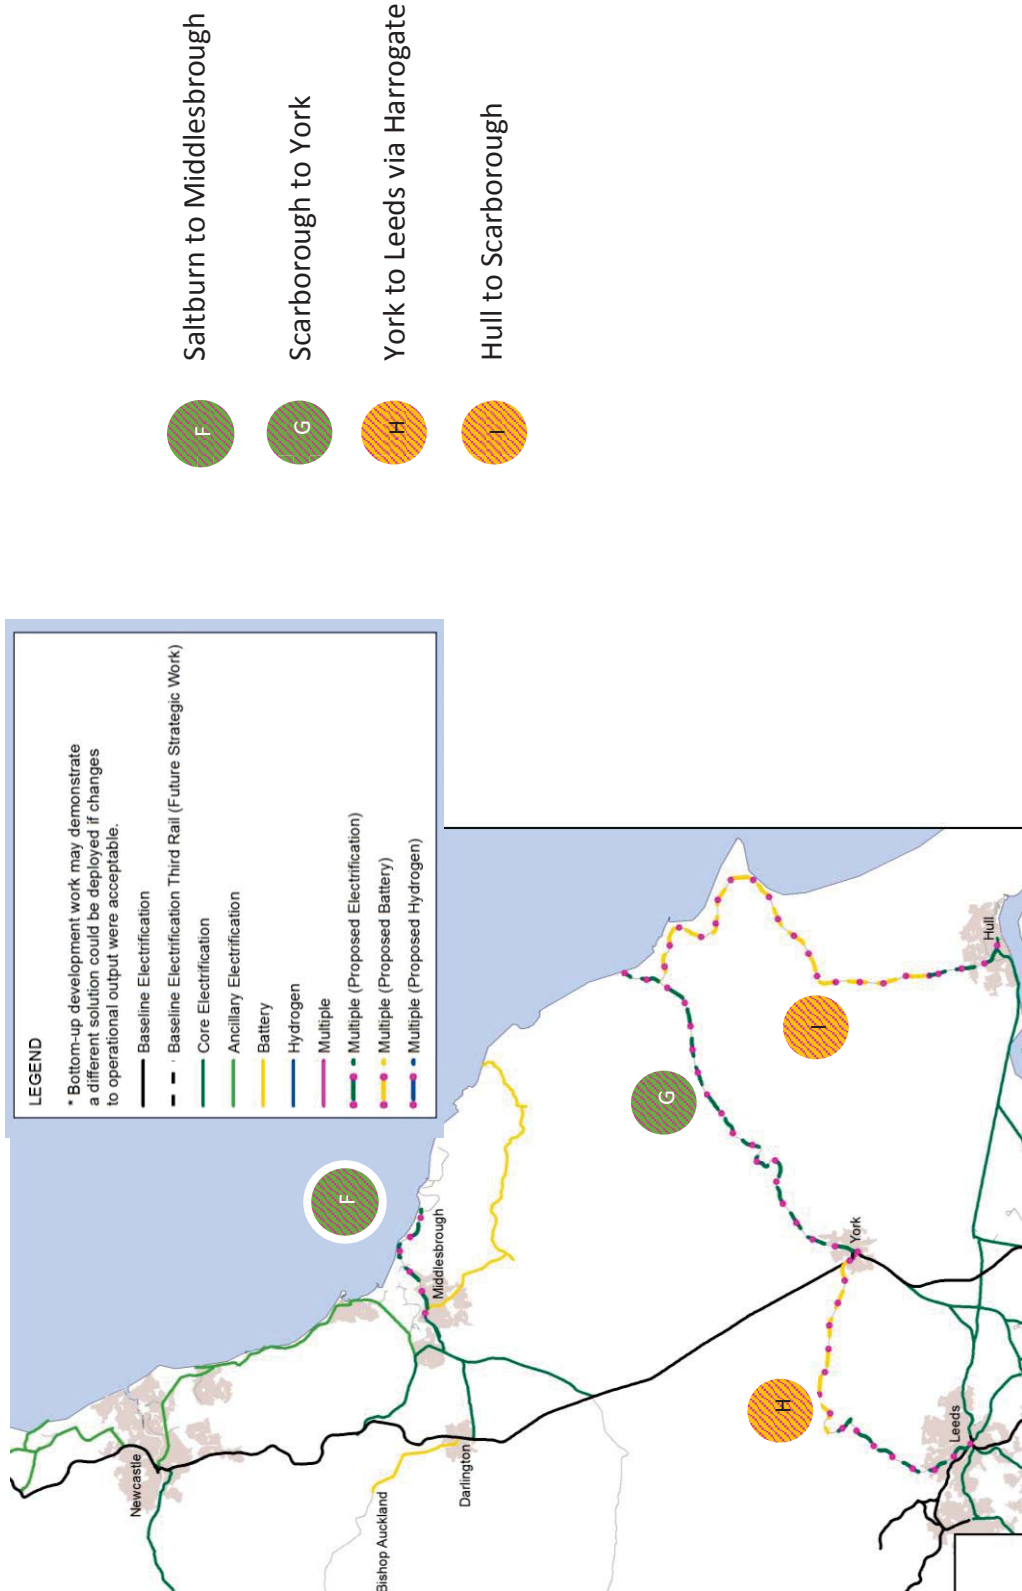 LEGEND
* Bottom-up development work may demonstrate
a different solution could be deployed if changes
to operational output were acceptable.
Baseline Electrification
Baseline Electrification Third Rail (Future Strategic Work)
Core Electrification
Ancillary Electrification
Battery
Hydrogen
Multiple
Multiple (Proposed Electrification)
Multiple (Proposed Battery)
Multiple (Proposed Hydrogen)
F Saltburn to Middlesbrough
G Scarborough to York
H York to Leeds via Harrogate
I Hull to Scarborough
Newcastle
F
Middlesbrough
Bishop Auckland
Darlington
G
York
H
I
Leeds
Hull